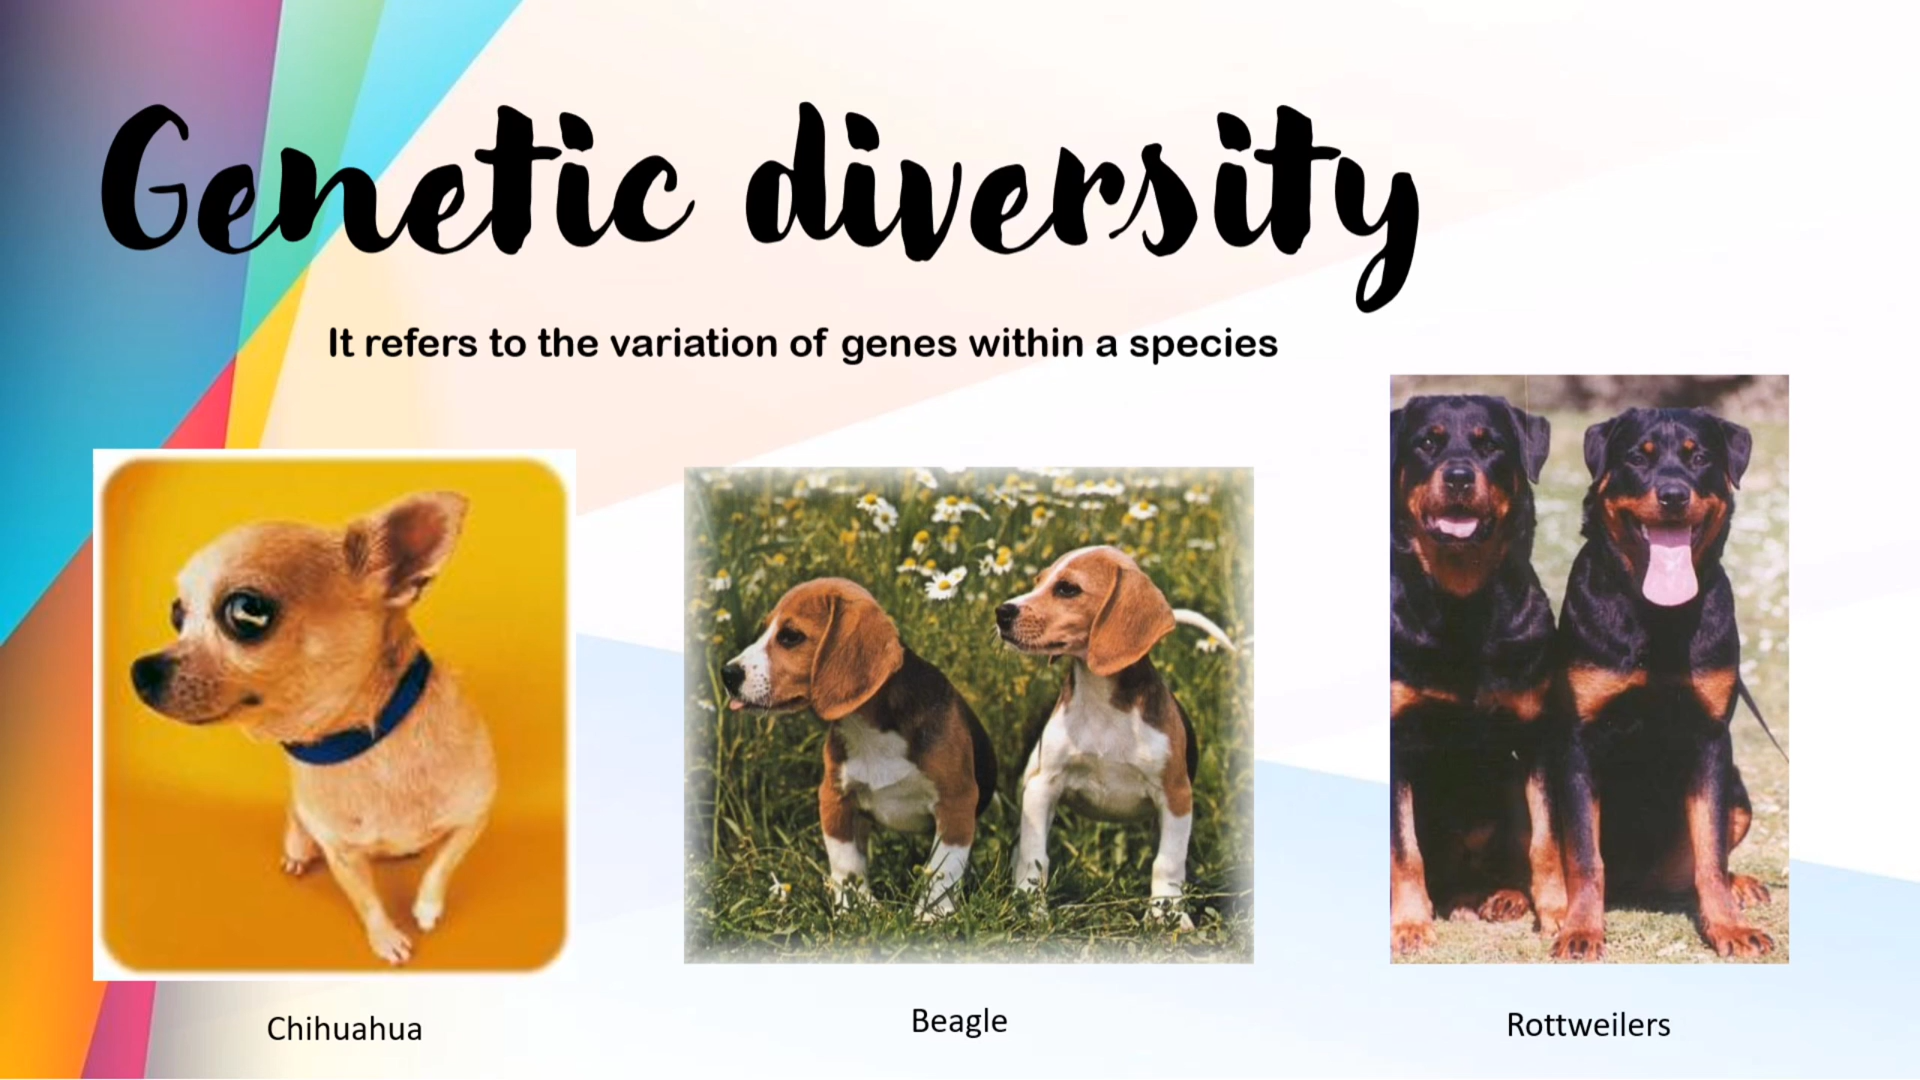 Genetic diversity
It refers to the variation of genes within a species
Chihuahua
Beagle
Rottweilers